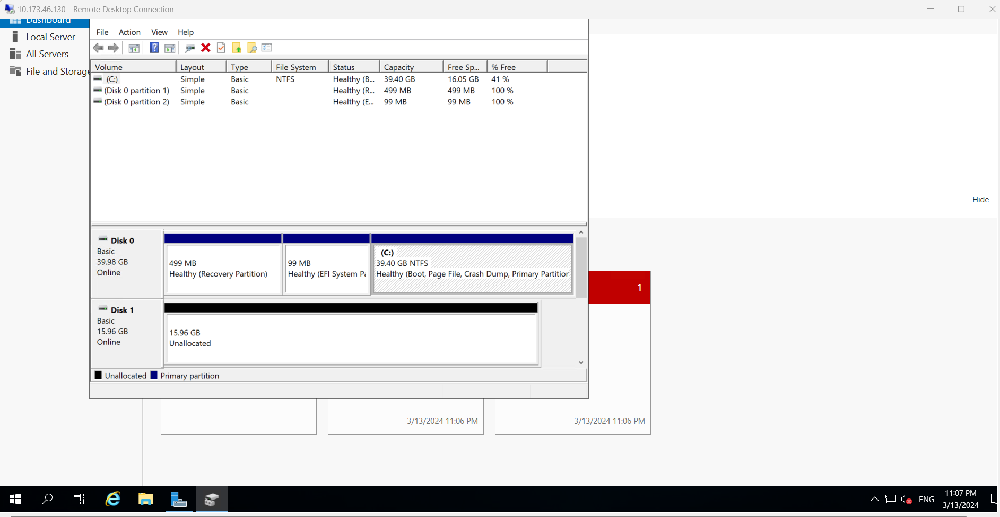 10.173.46.130 - Remote Desktop Connection
Dashboard
Local Server
All Servers
File and Storage
File Action View Help
Volume Layout Type File System Status Capacity Free Sp... % Free
(C:) Simple Basic NTFS Healthy (B... 39.40 GB 16.05 GB 41 %
(Disk 0 partition 1) Simple Basic Healthy (R... 499 MB 499 MB 100 %
(Disk 0 partition 2) Simple Basic Healthy (E... 99 MB 99 MB 100 %
Hide
Disk 0
Basic
39.98 GB
Online
499 MB
Healthy (Recovery Partition)
99 MB
Healthy (EFI System Pa
(C:)
39.40 GB NTFS
Healthy (Boot, Page File, Crash Dump, Primary Partition
1
Disk 1
Basic
15.96 GB
Online
15.96 GB
Unallocated
Unallocated Primary partition
3/13/2024 11:06 PM
3/13/2024 11:06 PM
ENG
11:07 PM
3/13/2024